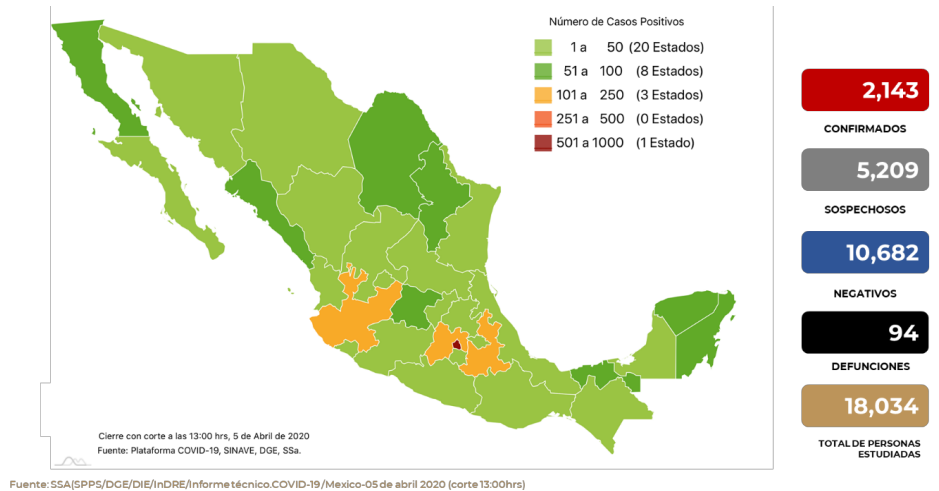 Número de Casos Positivos
1 a 50 (20 Estados)
51 a 100 (8 Estados)
101 a 250 (3 Estados)
251 a 500 (0 Estados)
501 a 1000 (1 Estado)
2,143
CONFIRMADOS
5,209
SOSPECHOSOS
10,682
NEGATIVOS
94
DEFUNCIONES
18,034
TOTAL DE PERSONAS
ESTUDIADAS
Cierre con corte a las 13:00 hrs, 5 de Abril de 2020
Fuente: Plataforma COVID-19, SINAVE, DGE, SSa.
Fuente: SSA(SPPS/DGE/DIE/InDRE/Informe técnico.COVID-19 /Mexico-05 de abril 2020 (corte 13:00hrs)